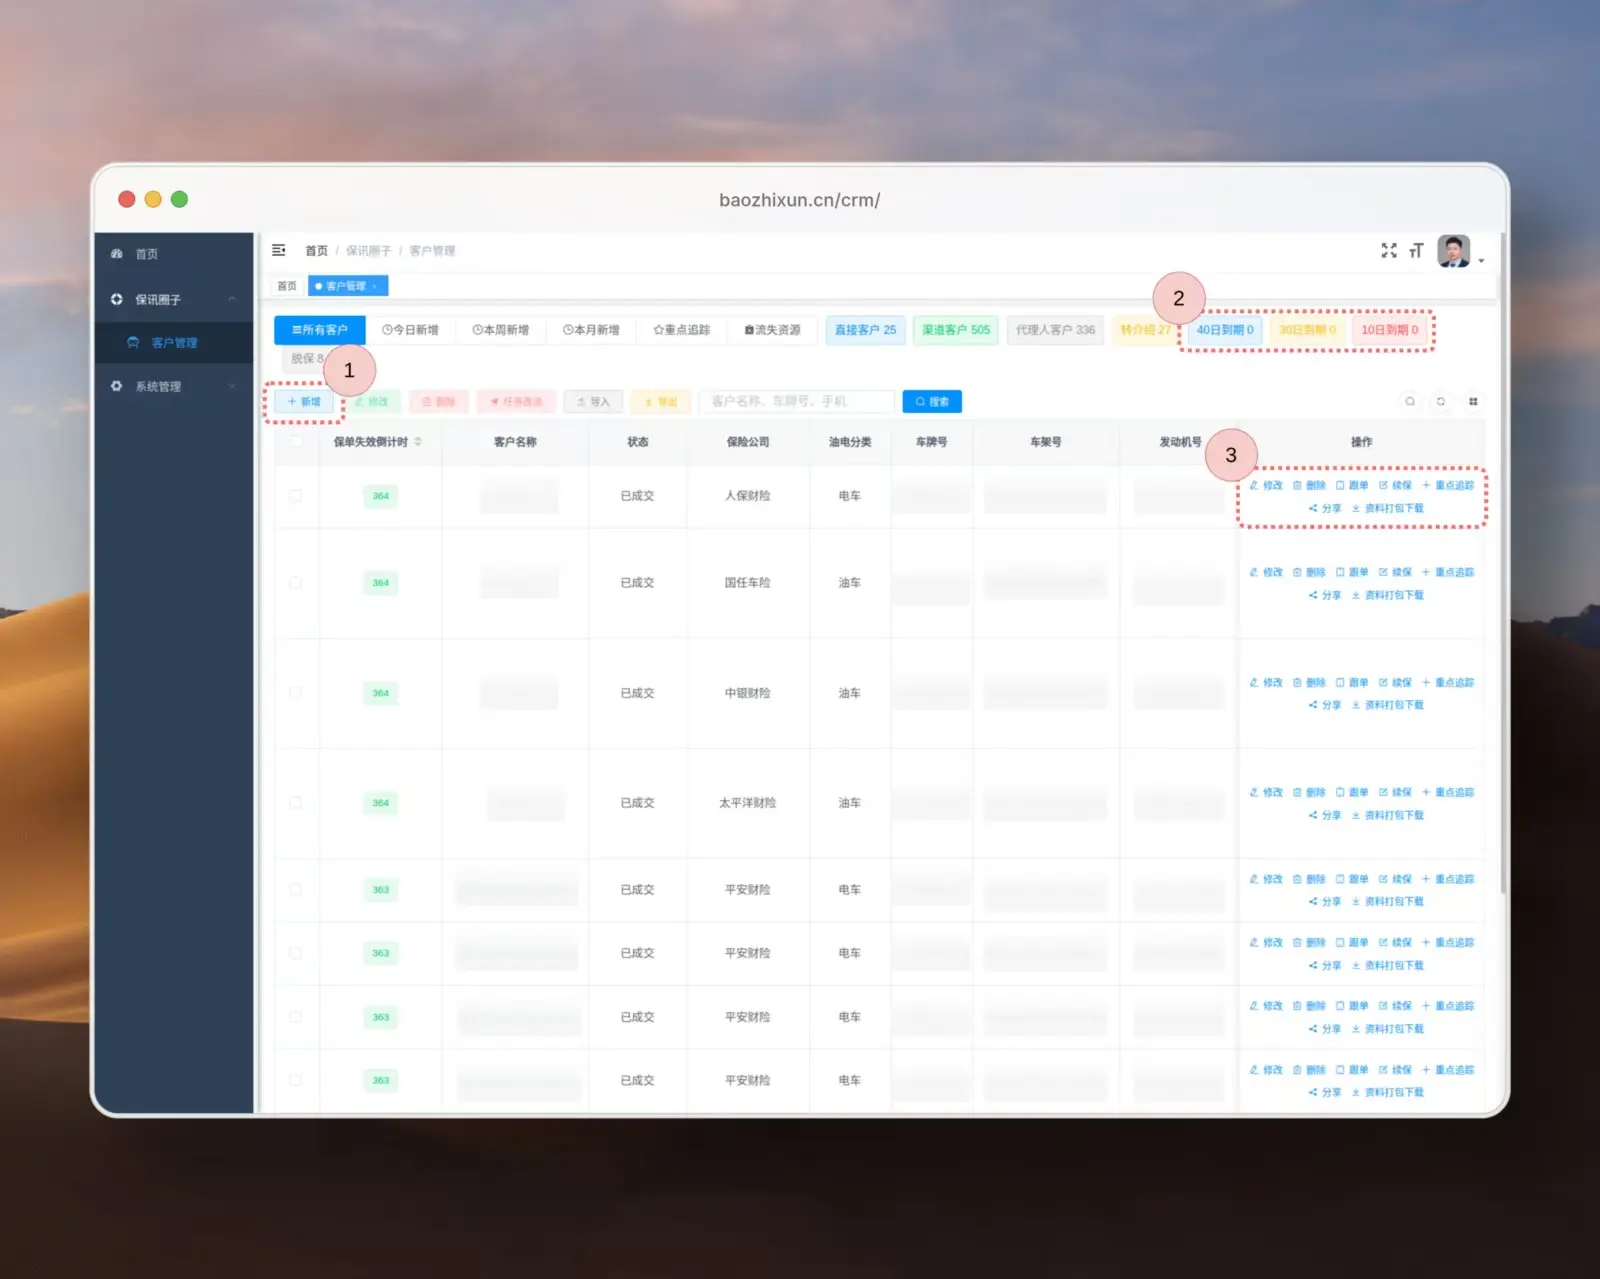 baozhixun.cn/crm/
首页
保讯圈子
客户管理
系统管理
首页 / 保讯圈子 / 客户管理
首页 客户管理
2
所有客户 今日新增 本周新增 本月新增 重点追踪 流失资源 直接客户 25 渠道客户 505 代理人客户 336 转介绍 27 40日到期 0 30日到期 0 10日到期 0
脱保 8
1
+ 新增 修改 删除 导入 导出 客户名称、车牌号、手机 搜索
保单失效倒计时 客户名称 状态 保险公司 油电分类 车牌号 车架号 发动机号 操作
3
364 已成交 人保财险 电车 修改 删除 跟单 续保 + 重点追踪
分享 资料打包下载
364 已成交 国任车险 油车 修改 删除 跟单 续保 + 重点追踪
分享 资料打包下载
364 已成交 中银财险 油车 修改 删除 跟单 续保 + 重点追踪
分享 资料打包下载
364 已成交 太平洋财险 油车 修改 删除 跟单 续保 + 重点追踪
分享 资料打包下载
363 已成交 平安财险 电车 修改 删除 跟单 续保 + 重点追踪
分享 资料打包下载
363 已成交 平安财险 电车 修改 删除 跟单 续保 + 重点追踪
分享 资料打包下载
363 已成交 平安财险 电车 修改 删除 跟单 续保 + 重点追踪
分享 资料打包下载
363 已成交 平安财险 电车 修改 删除 跟单 续保 + 重点追踪
分享 资料打包下载